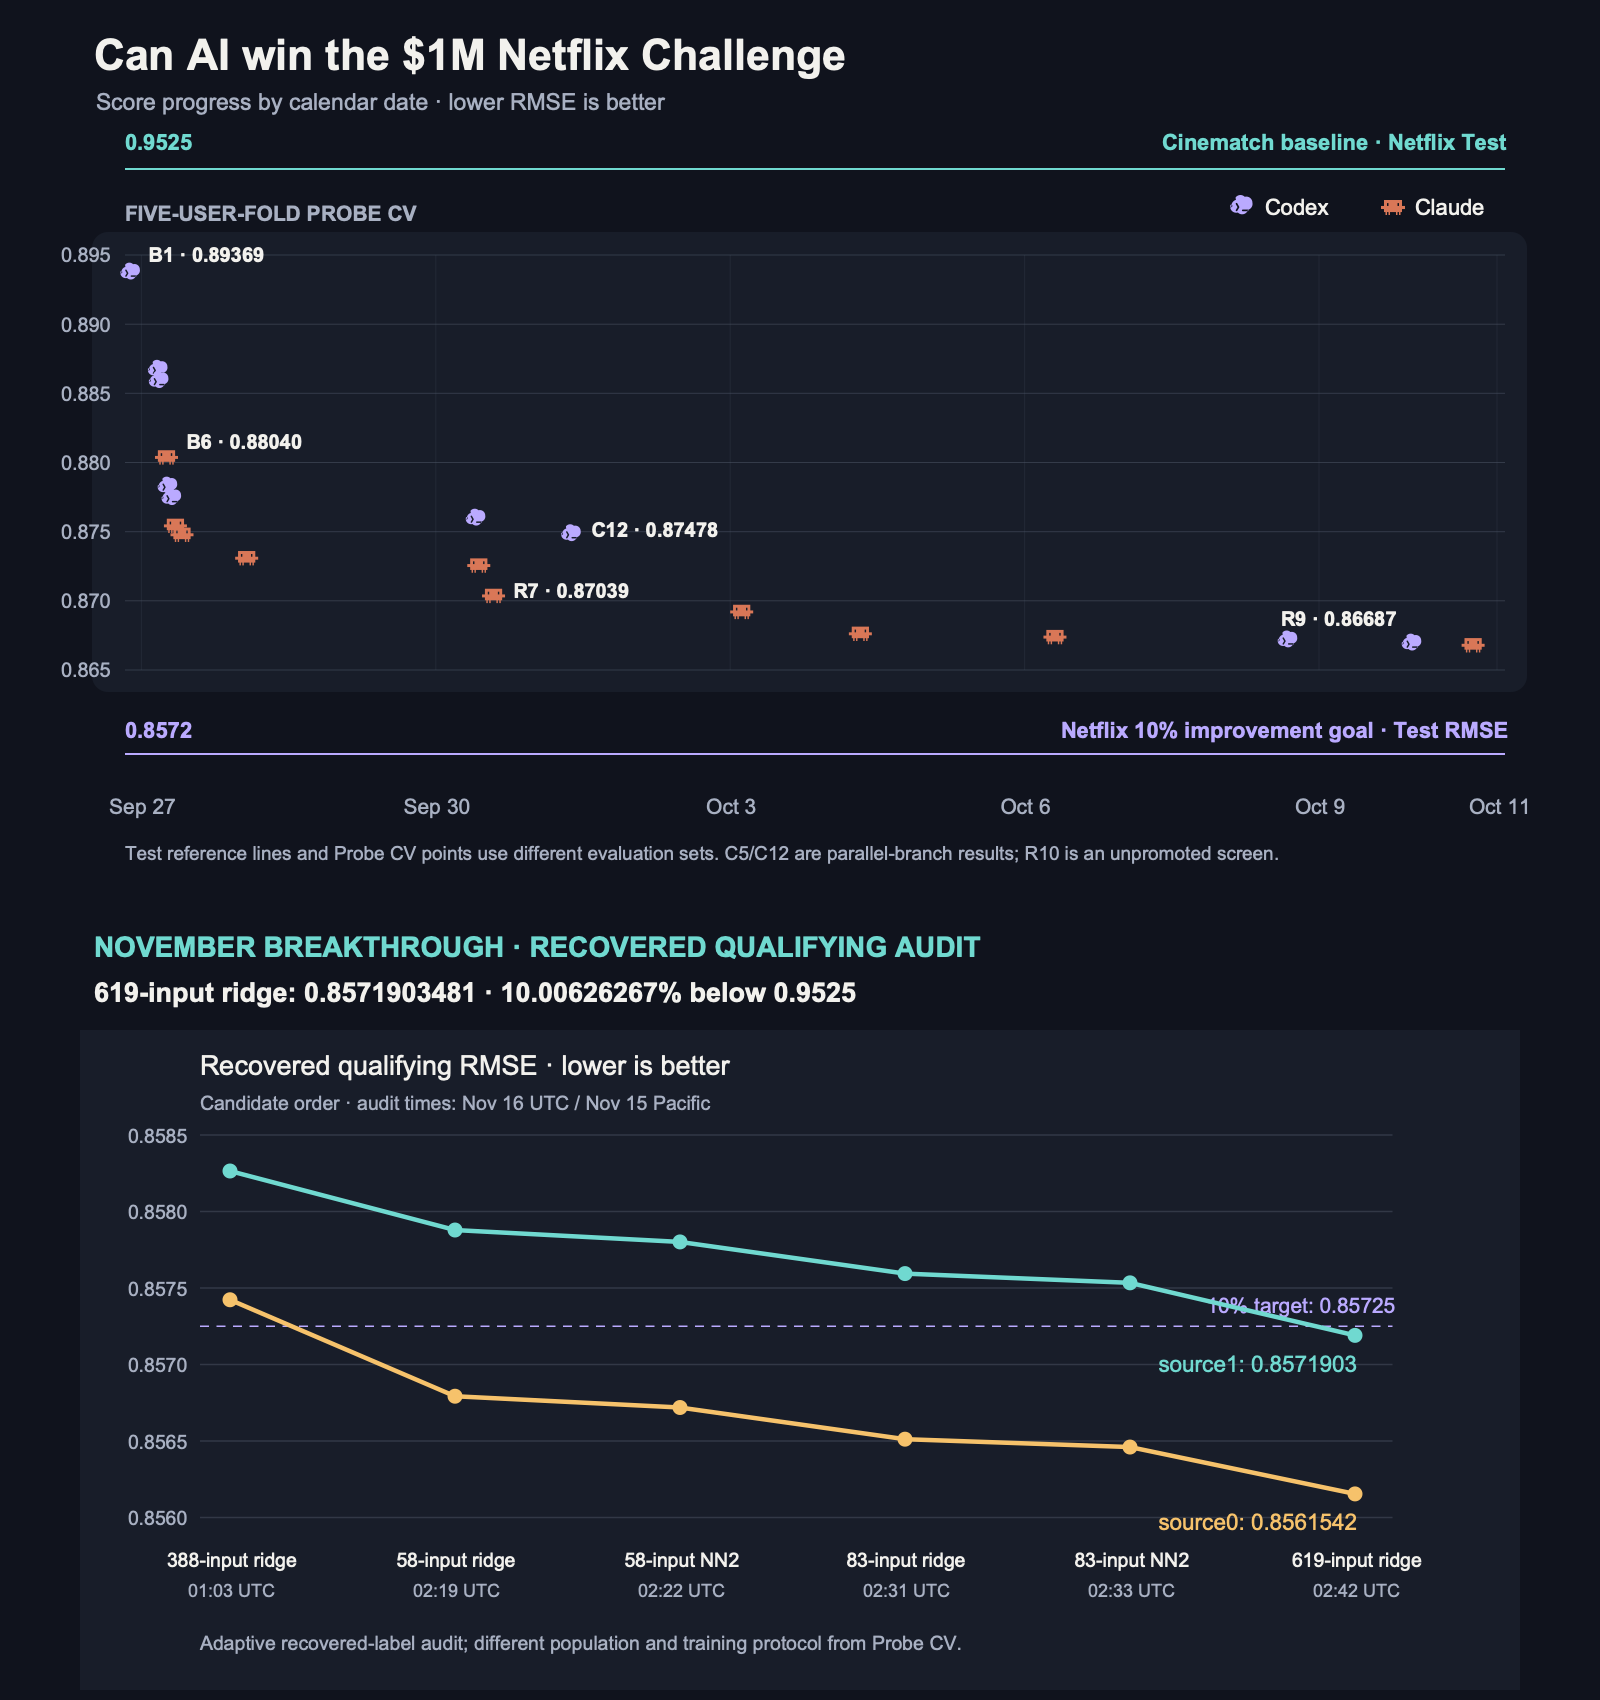 Can AI win the $1M Netflix Challenge
Score progress by calendar date · lower RMSE is better
0.9525
Cinematch baseline · Netflix Test
FIVE-USER-FOLD PROBE CV
Codex
Claude
0.895
B1 · 0.89369
0.890
0.885
B6 · 0.88040
0.880
0.875
C12 · 0.87478
R7 · 0.87039
0.870
R9 · 0.86687
0.865
0.8572
Netflix 10% improvement goal · Test RMSE
Sep 27
Sep 30
Oct 3
Oct 6
Oct 9
Oct 11
Test reference lines and Probe CV points use different evaluation sets. C5/C12 are parallel-branch results; R10 is an unpromoted screen.
NOVEMBER BREAKTHROUGH · RECOVERED QUALIFYING AUDIT
619-input ridge: 0.8571903481 · 10.00626267% below 0.9525
Recovered qualifying RMSE · lower is better
Candidate order · audit times: Nov 16 UTC / Nov 15 Pacific
0.8585
0.8580
0.8575
10% target: 0.85725
0.8570
source1: 0.8571903
0.8565
0.8560
source0: 0.8561542
388-input ridge
58-input ridge
58-input NN2
83-input ridge
83-input NN2
619-input ridge
01:03 UTC
02:19 UTC
02:22 UTC
02:31 UTC
02:33 UTC
02:42 UTC
Adaptive recovered-label audit; different population and training protocol from Probe CV.